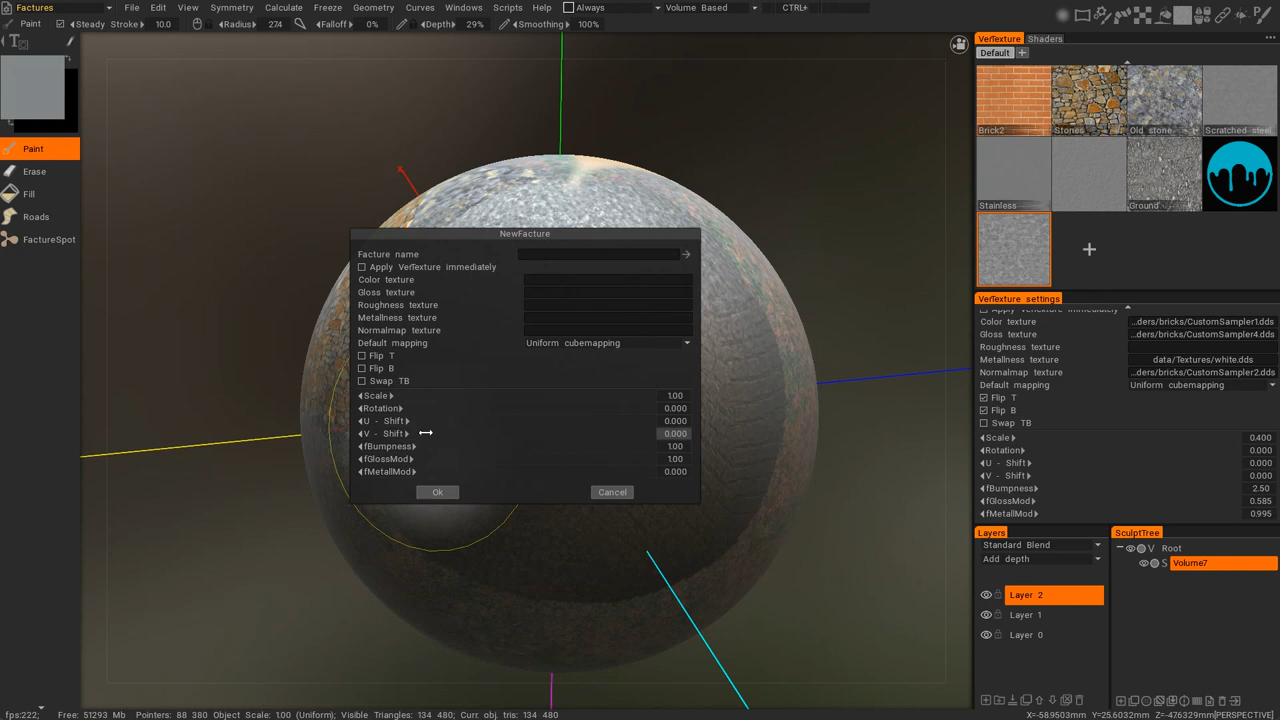 Factures File Edit View Textures Symmetry Calculate Freeze Geometry Curves Windows Scripts Help Always Volume Based CTRL+
Paint Steady Stroke 10.0 Radius 274 Falloff 0% Depth 29% Smoothing 100%
VerTexture Shaders
Default +
Brick2 Stones Old stone Scratched steel
Stainless Ground
Paint
Erase
Fill
Roads
FactureSpot
NewFacture
Facture name
Apply VerTexture immediately
Color texture
Gloss texture
Roughness texture
Metallness texture
Normalmap texture
Default mapping Uniform cubemapping
Flip T
Flip B
Swap TB
Scale 1.00
Rotation 0.000
U - Shift 0.000
V - Shift 0.000
fBumpness 1.00
fGlossMod 1.00
fMetallMod 0.000
Ok Cancel
VerTexture settings
Apply VerTexture immediately
Color texture ...ders/bricks/CustomSampler1.dds
Gloss texture ...ders/bricks/CustomSampler4.dds
Roughness texture
Metallness texture data/Textures/white.dds
Normalmap texture ...ders/bricks/CustomSampler2.dds
Default mapping Uniform cubemapping
Flip T
Flip B
Swap TB
Scale 0.400
Rotation 0.000
U - Shift 0.000
V - Shift 0.000
fBumpness 2.50
fGlossMod 0.585
fMetallMod 0.995
Layers
Standard Blend
Add depth
Layer 2
Layer 1
Layer 0
SculptTree
V Root
S Volume7
fps:222; Free: 51293 Mb Pointers: 88 380 Object Scale: 1.00 (Uniform); Visible Triangles: 134 480; Curr. obj. tris: 134 480 X=-58.9503mm Y=25.6032mm Z=-476.329mm [PERSPECTIVE]